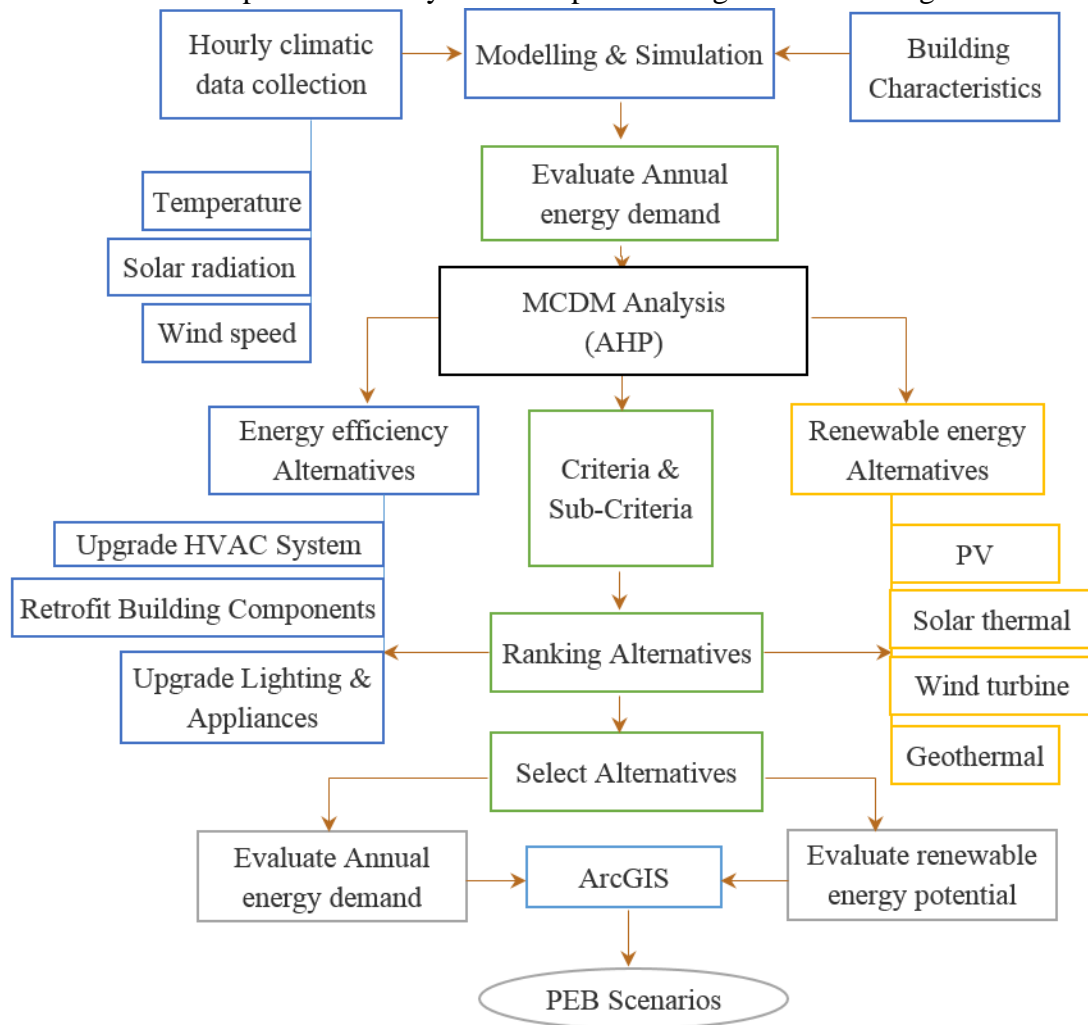 Hourly climatic
data collection
Modelling & Simulation
Building
Characteristics
Evaluate Annual
energy demand
Temperature
Solar radiation
Wind speed
MCDM Analysis
(AHP)
Energy efficiency
Alternatives
Criteria &
Sub-Criteria
Renewable energy
Alternatives
Upgrade HVAC System
Retrofit Building Components
Upgrade Lighting &
Appliances
PV
Solar thermal
Wind turbine
Geothermal
Ranking Alternatives
Select Alternatives
Evaluate Annual
energy demand
ArcGIS
Evaluate renewable
energy potential
PEB Scenarios